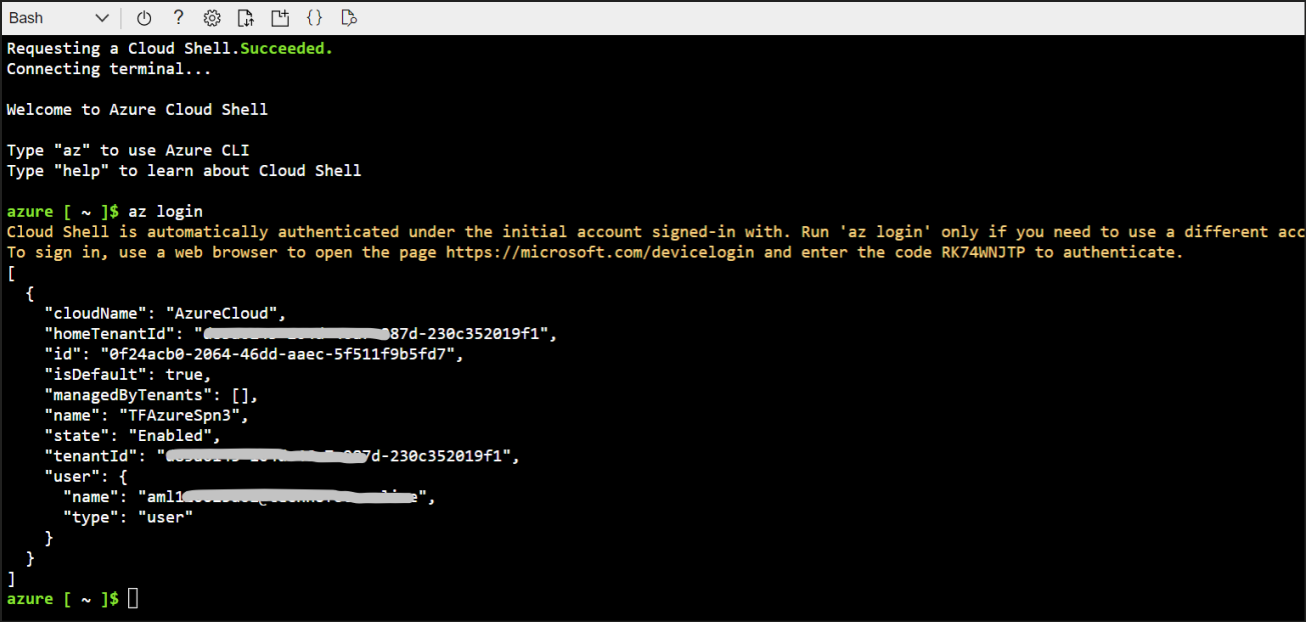 Bash
Requesting a Cloud Shell.Succeeded.
Connecting terminal...
Welcome to Azure Cloud Shell
Type "az" to use Azure CLI
Type "help" to learn about Cloud Shell
azure [ ~ ]$ az login
Cloud Shell is automatically authenticated under the initial account signed-in with. Run 'az login' only if you need to use a different acc
To sign in, use a web browser to open the page https://microsoft.com/devicelogin and enter the code RK74WNJTP to authenticate.
[
{
"cloudName": "AzureCloud",
"homeTenantId": "87d-230c352019f1",
"id": "0f24acb0-2064-46dd-aaec-5f511f9b5fd7",
"isDefault": true,
"managedByTenants": [],
"name": "TFAzureSpn3",
"state": "Enabled",
"tenantId": "7d-230c352019f1",
"user": {
"name": "aml1",
"type": "user"
}
}
]
azure [ ~ ]$